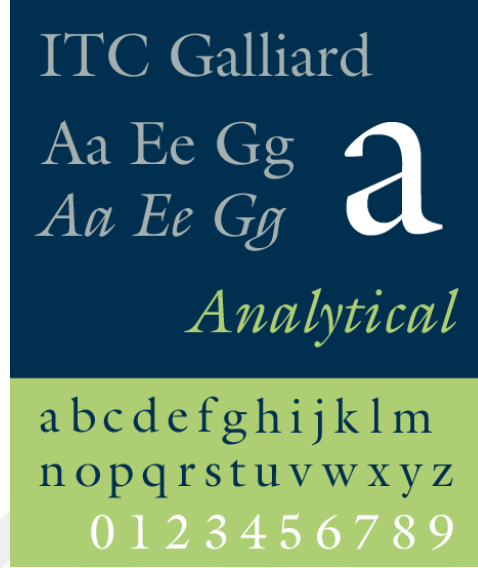 ITC Galliard
Aa Ee Gg
a
Aa Ee Gg
Analytical
abcdefghijklm
nopqrstuvwxyz
0123456789